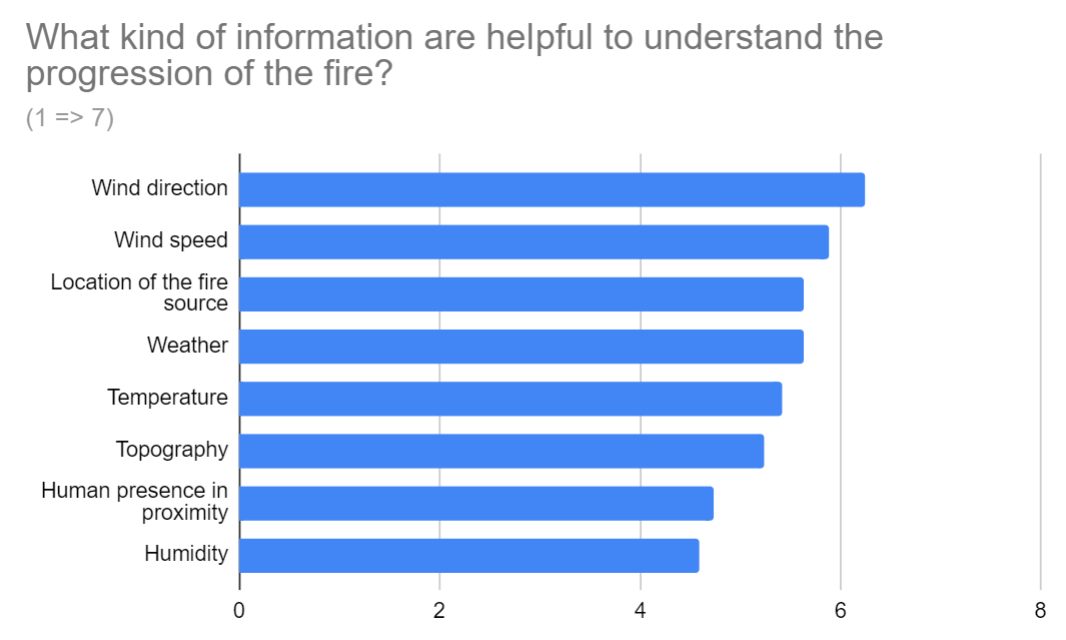 What kind of information are helpful to understand the
progression of the fire?
(1 => 7)
Wind direction
Wind speed
Location of the fire
source
Weather
Temperature
Topography
Human presence in
proximity
Humidity
0 2 4 6 8